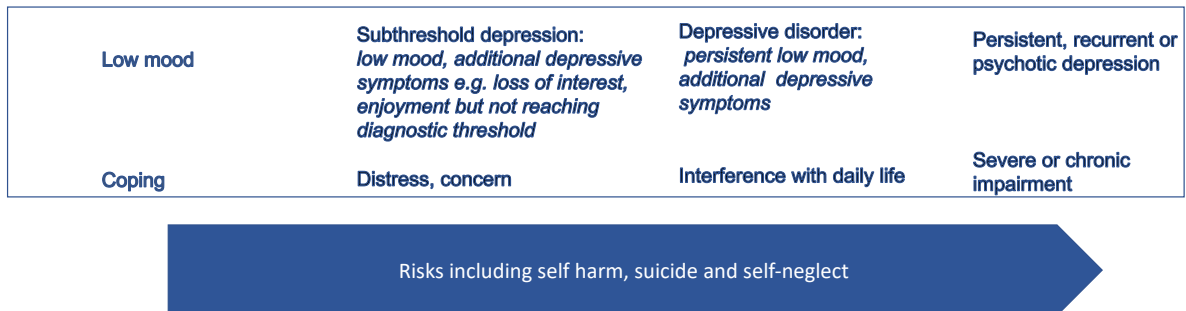 Low mood
Subthreshold depression:
low mood, additional depressive
symptoms e.g. loss of interest,
enjoyment but not reaching
diagnostic threshold
Depressive disorder:
persistent low mood,
additional depressive
symptoms
Persistent, recurrent or
psychotic depression
Coping
Distress, concern
Interference with daily life
Severe or chronic
impairment
Risks including self harm, suicide and self-neglect